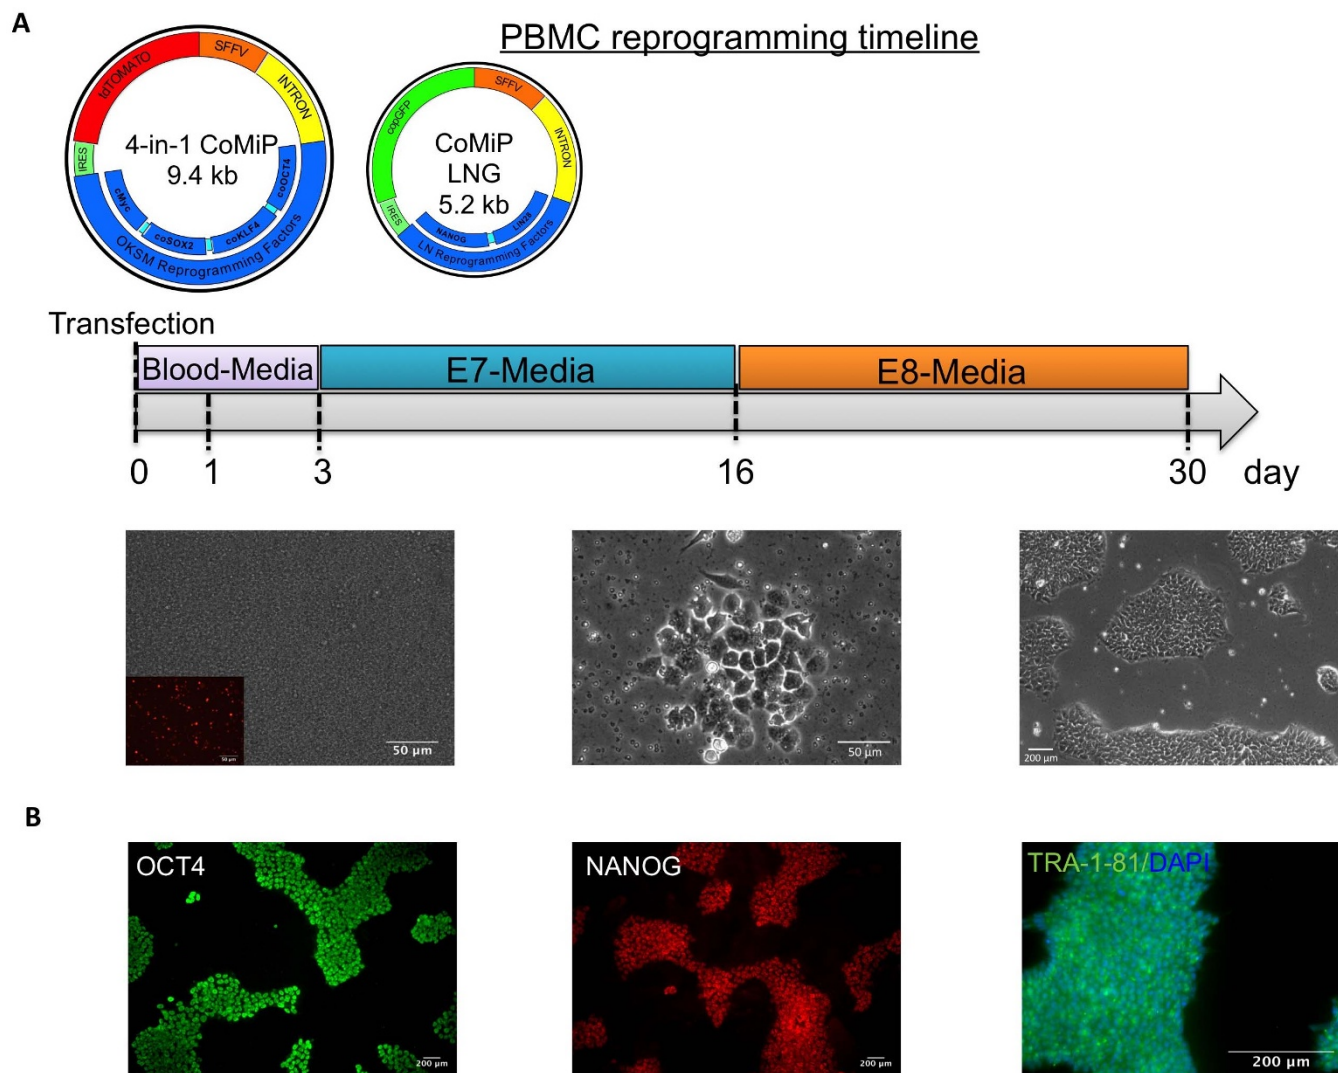 A
PBMC reprogramming timeline
tdTOMATO
SFFV
INTRON
IRES
4-in-1 CoMiP
9.4 kb
cMyc
coSOX2
coKLF4
coOCT4
OKSM Reprogramming Factors
copGFP
SFFV
INTRON
IRES
CoMiP
LNG
5.2 kb
NANOG
LIN28
LN Reprogramming Factors
Transfection
Blood-Media
E7-Media
E8-Media
0
1
3
16
30
day
50 μm
50 μm
50 μm
200 μm
B
OCT4
200 μm
NANOG
200 μm
TRA-1-81/DAPI
200 μm